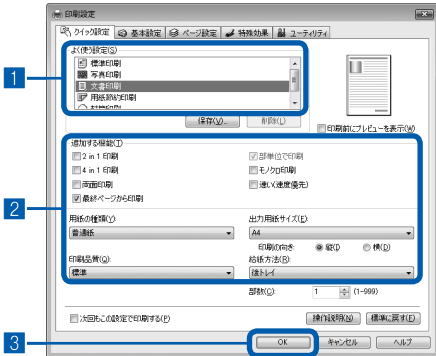 印刷設定
クイック設定 基本設定 ページ設定 特殊効果 ユーティリティ
よく使う設定(S)
1
標準印刷
写真印刷
文書印刷
用紙節約印刷
封筒印刷
保存(V)... 削除(L)
印刷前にプレビューを表示(W)
追加する機能(T)
2 in 1 印刷 部単位で印刷
4 in 1 印刷 モノクロ印刷
両面印刷 速い(速度優先)
最終ページから印刷
2
用紙の種類(Y): 出力用紙サイズ(E):
普通紙 A4
印刷の向き: 縦(I) 横(D)
印刷品質(Q): 給紙方法(R):
標準 後トレイ
部数(C): 1 (1-999)
次回もこの設定で印刷する(P) 操作説明(N) 標準に戻す(F)
3
OK キャンセル ヘルプ